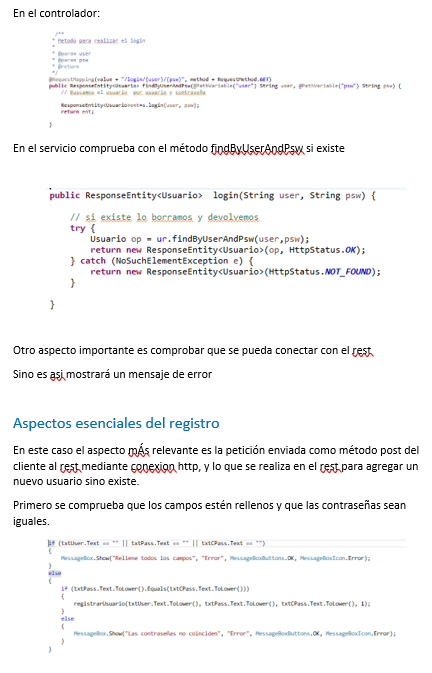 En el controlador:
/**
* Metodo para realizar el login
*
* @param user
* @param psw
* @return
*/
@RequestMapping(value = "/login/{user}/{psw}", method = RequestMethod.GET)
public ResponseEntity<Usuario> findByUserAndPsw(@PathVariable("user") String user, @PathVariable("psw") String psw) {
// Buscamos el usuario por usuario y contraseña
ResponseEntity<Usuario>ent=s.login(user, psw);
return ent;
}
En el servicio comprueba con el método findByUserAndPsw si existe
public ResponseEntity<Usuario> login(String user, String psw) {
// si existe lo borramos y devolvemos
try {
Usuario op = ur.findByUserAndPsw(user,psw);
return new ResponseEntity<Usuario>(op, HttpStatus.OK);
} catch (NoSuchElementException e) {
return new ResponseEntity<Usuario>(HttpStatus.NOT_FOUND);
}
}
Otro aspecto importante es comprobar que se pueda conectar con el rest
Sino es asi mostrará un mensaje de error
Aspectos esenciales del registro
En este caso el aspecto mÁs relevante es la petición enviada como método post del
cliente al rest mediante conexion http, y lo que se realiza en el rest para agregar un
nuevo usuario sino existe.
Primero se comprueba que los campos estén rellenos y que las contraseñas sean
iguales.
if (txtUser.Text == "" || txtPass.Text == "" || txtCPass.Text == "")
{
MessageBox.Show("Rellene todos los campos", "Error", MessageBoxButtons.OK, MessageBoxIcon.Error);
}
else
{
if (txtPass.Text.ToLower().Equals(txtCPass.Text.ToLower()))
{
registrarUsuario(txtUser.Text.ToLower(), txtPass.Text.ToLower(), txtCPass.Text.ToLower(), 1);
}
else
{
MessageBox.Show("Las contraseñas no coinciden", "Error", MessageBoxButtons.OK, MessageBoxIcon.Error);
}
}